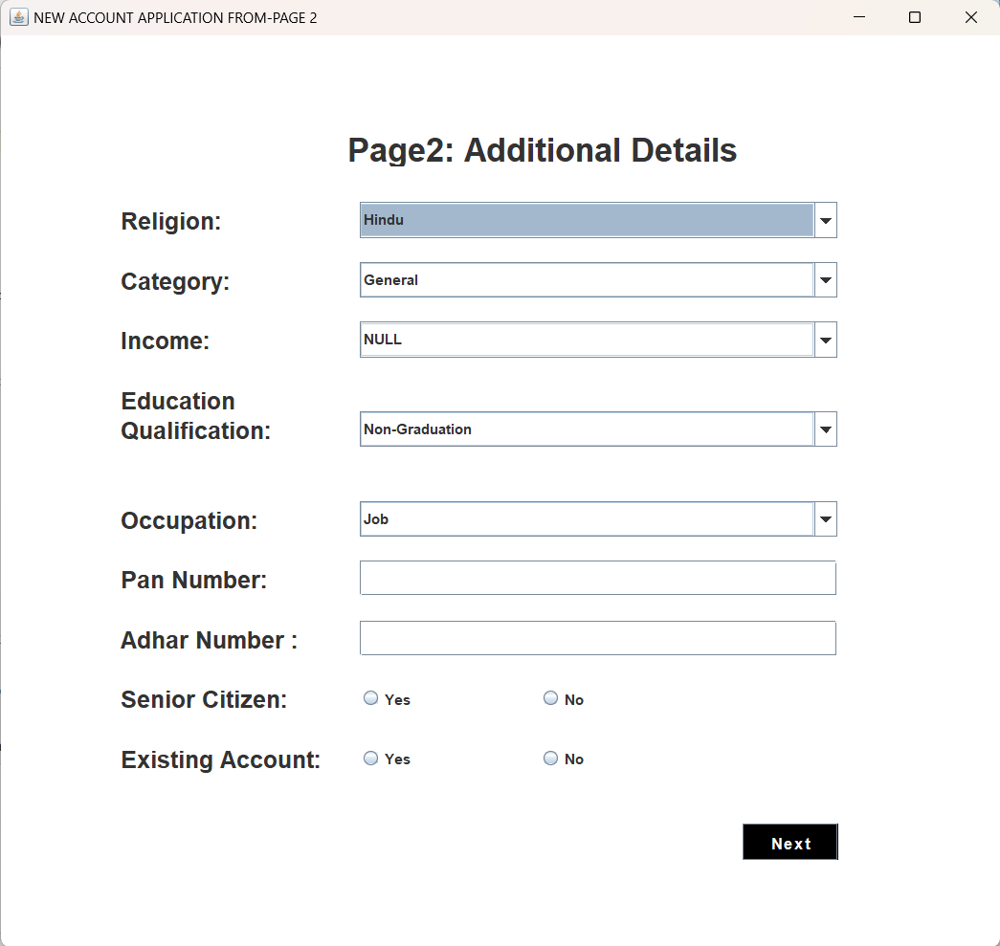 NEW ACCOUNT APPLICATION FROM-PAGE 2
Page2: Additional Details
Religion: Hindu
Category: General
Income: NULL
Education
Qualification: Non-Graduation
Occupation: Job
Pan Number:
Adhar Number :
Senior Citizen: Yes No
Existing Account: Yes No
Next